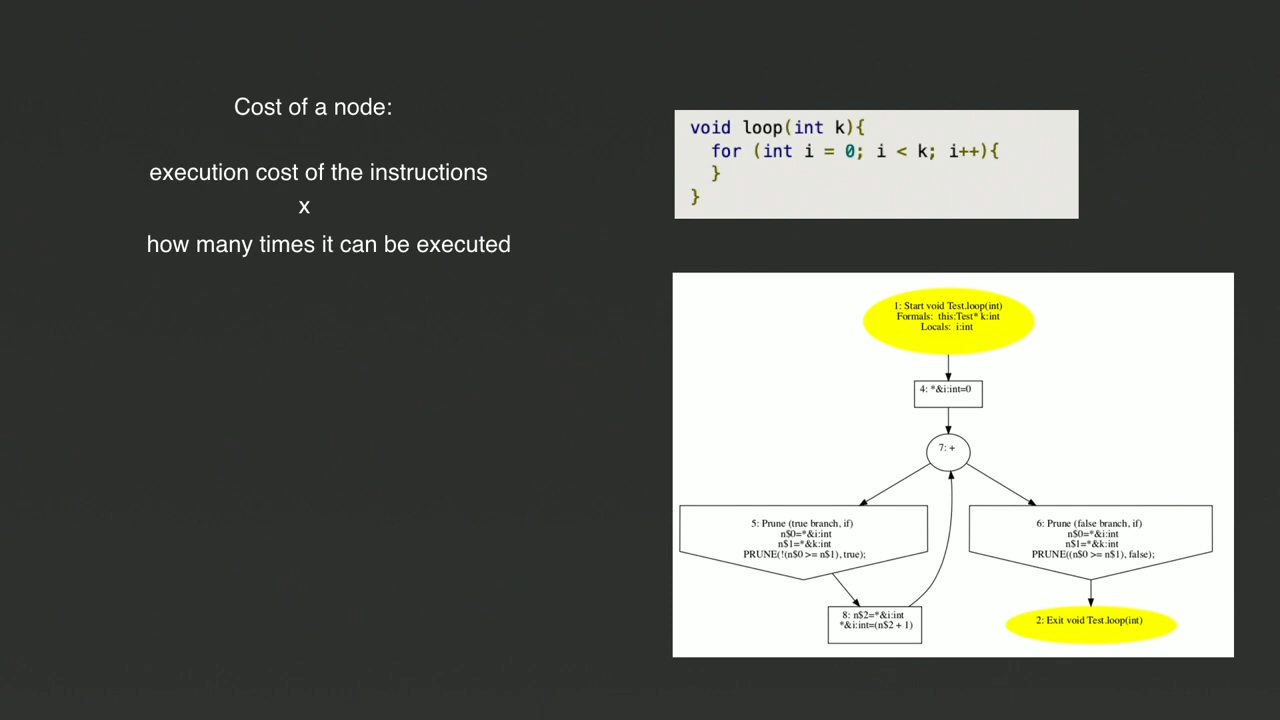 Cost of a node:
execution cost of the instructions
x
how many times it can be executed
void loop(int k){
for (int i = 0; i < k; i++){
}
}
1: Start void Test.loop(int)
Formals: this:Test* k:int
Locals: i:int
4: *&i:int=0
7: +
5: Prune (true branch, if)
n$0=*&i:int
n$1=*&k:int
PRUNE(!(n$0 >= n$1), true);
6: Prune (false branch, if)
n$0=*&i:int
n$1=*&k:int
PRUNE((n$0 >= n$1), false);
8: n$2=*&i:int
*&i:int=(n$2 + 1)
2: Exit void Test.loop(int)